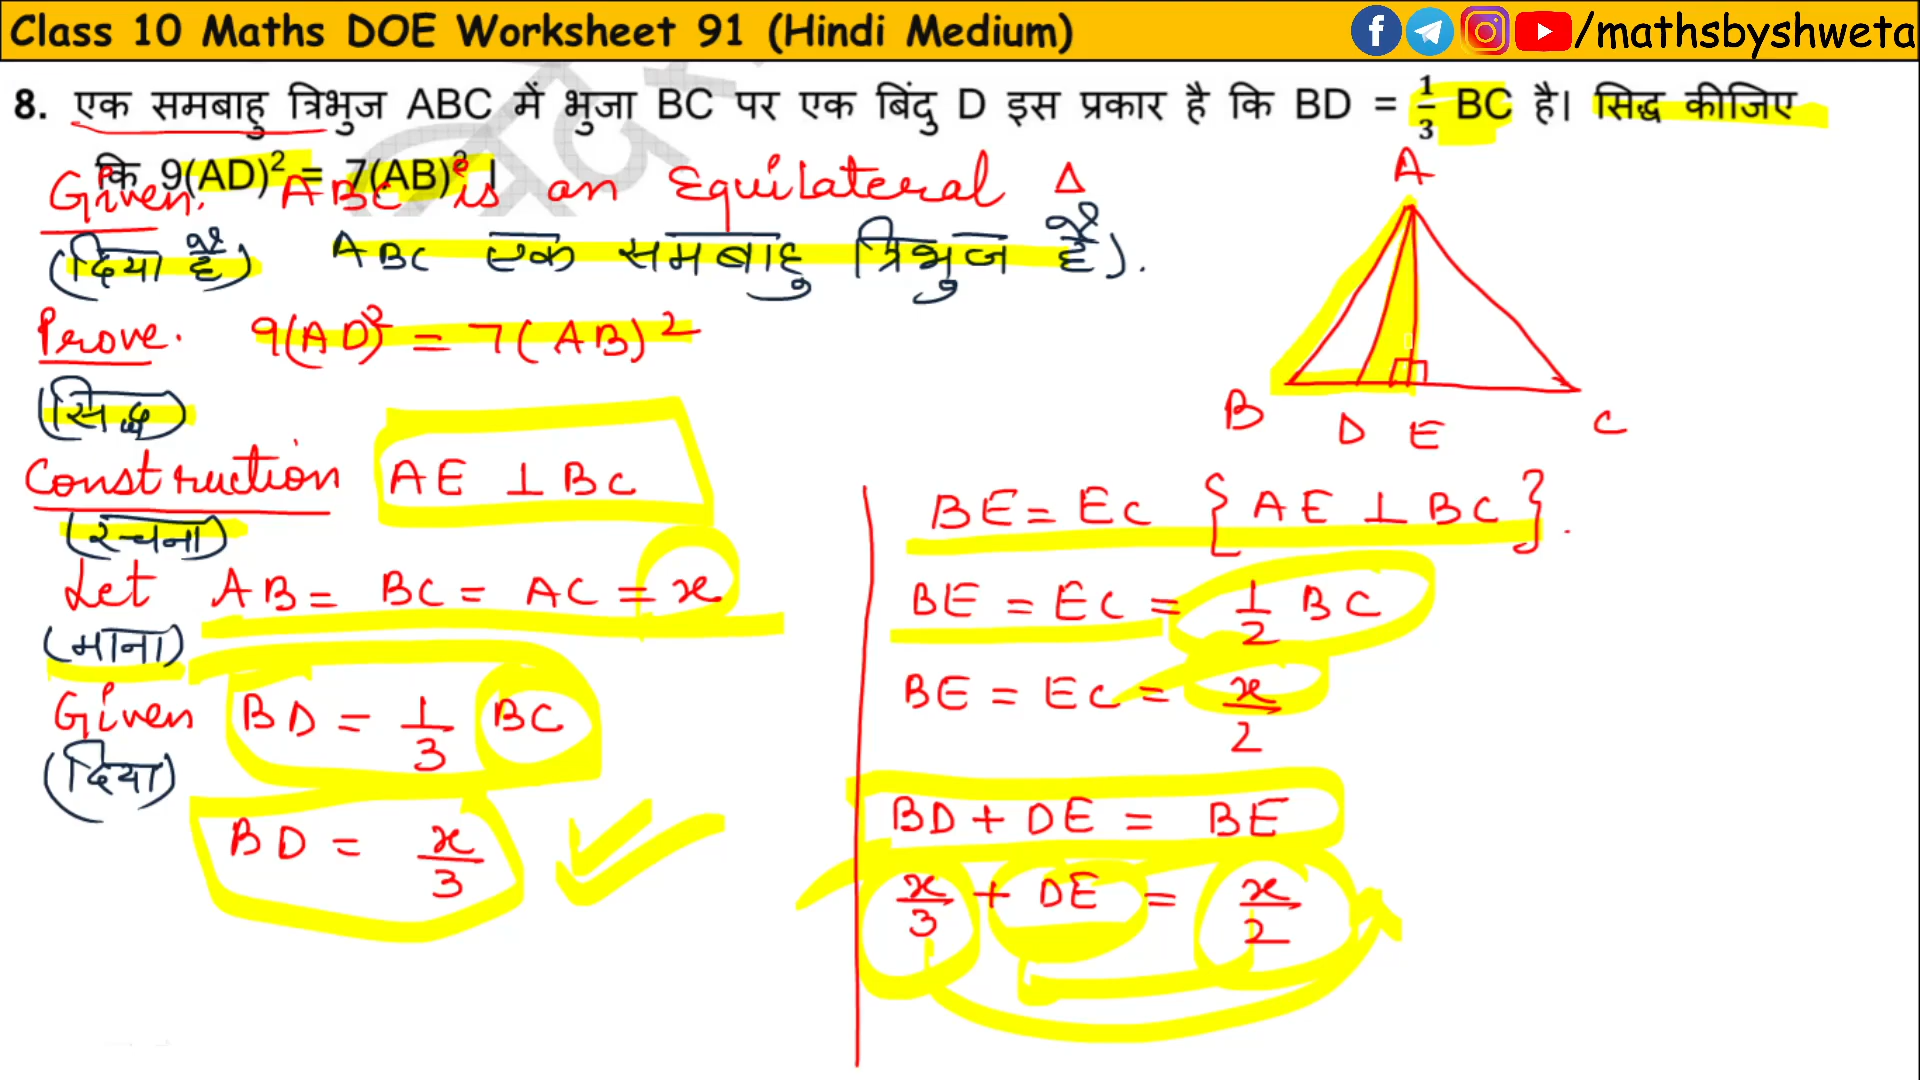 Class 10 Maths DOE Worksheet 91 (Hindi Medium)
/mathsbyshweta
8. एक समबाहु त्रिभुज ABC में भुजा BC पर एक बिंदु D इस प्रकार है कि BD = 1/3 BC है। सिद्ध कीजिए
कि 9(AD)² = 7(AB)² ।
Given. ABC is an Equilateral Δ
(दिया है) ABC एक समबाहु त्रिभुज है).
Prove. 9(AD)² = 7(AB)²
(सिद्ध)
Construction AE ⊥ BC
(रचना)
Let AB = BC = AC = x
(माना)
Given BD = 1/3 BC
(दिया)
BD = x/3
A
B D E C
BE = EC {AE ⊥ BC}.
BE = EC = 1/2 BC
BE = EC = x/2
BD + DE = BE
x/3 + DE = x/2